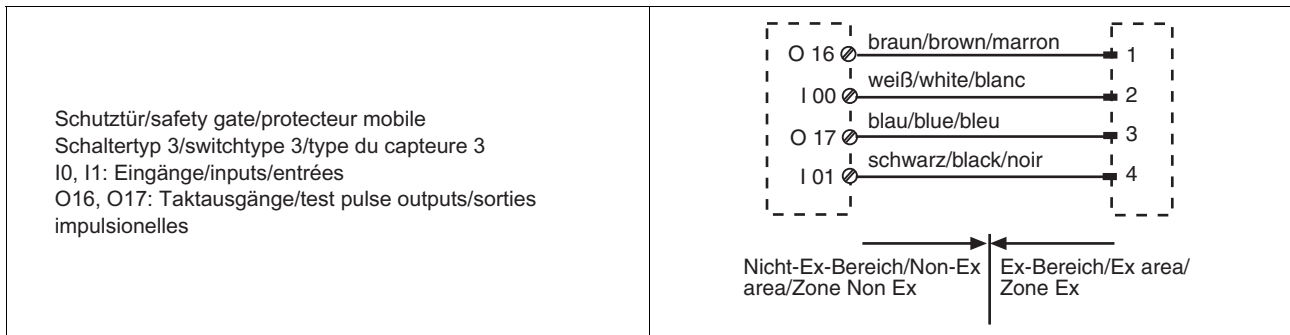 Schutztür/safety gate/protecteur mobile
Schaltertyp 3/switchtype 3/type du capteure 3
I0, I1: Eingänge/inputs/entrées
O16, O17: Taktausgänge/test pulse outputs/sorties
impulsionelles
braun/brown/marron
O 16
1
weiß/white/blanc
I 00
2
blau/blue/bleu
O 17
3
schwarz/black/noir
I 01
4
Nicht-Ex-Bereich/Non-Ex
area/Zone Non Ex
Ex-Bereich/Ex area/
Zone Ex